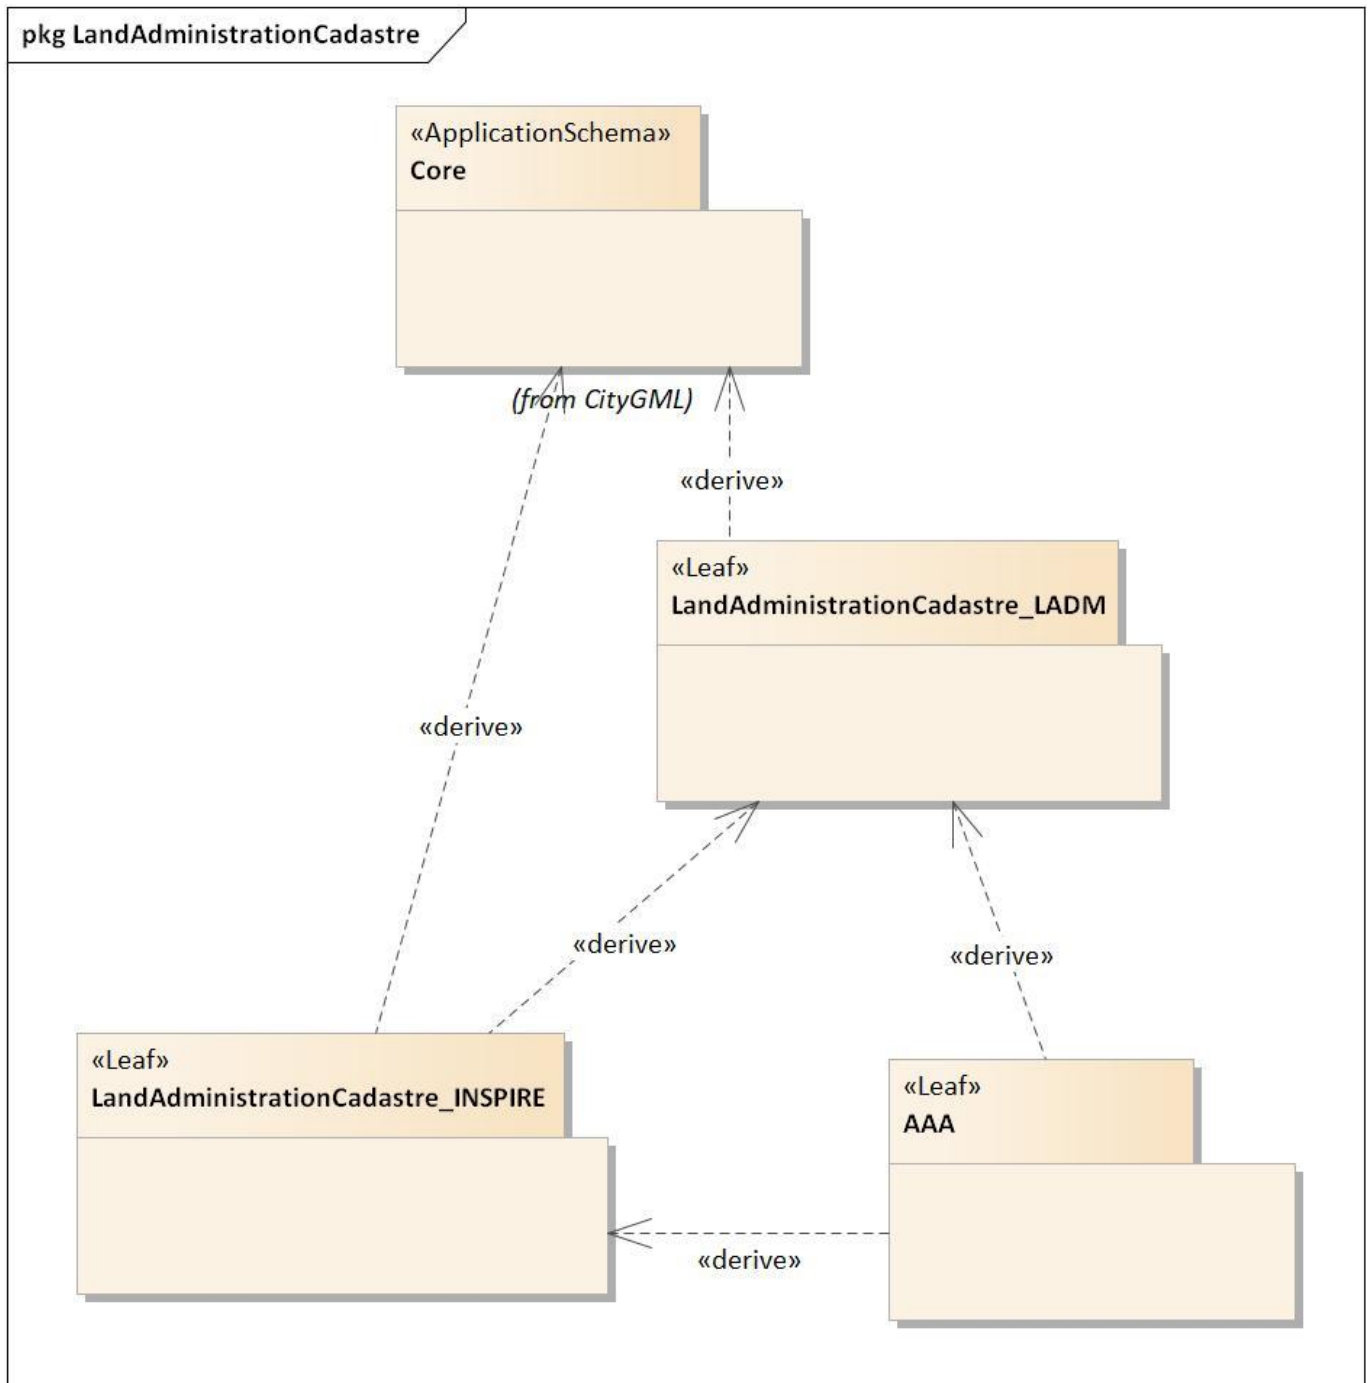 pkg LandAdministrationCadastre
«ApplicationSchema»
Core
(from CityGML)
«derive»
«Leaf»
LandAdministrationCadastre_LADM
«derive»
«derive»
«derive»
«Leaf»
LandAdministrationCadastre_INSPIRE
«Leaf»
AAA
«derive»